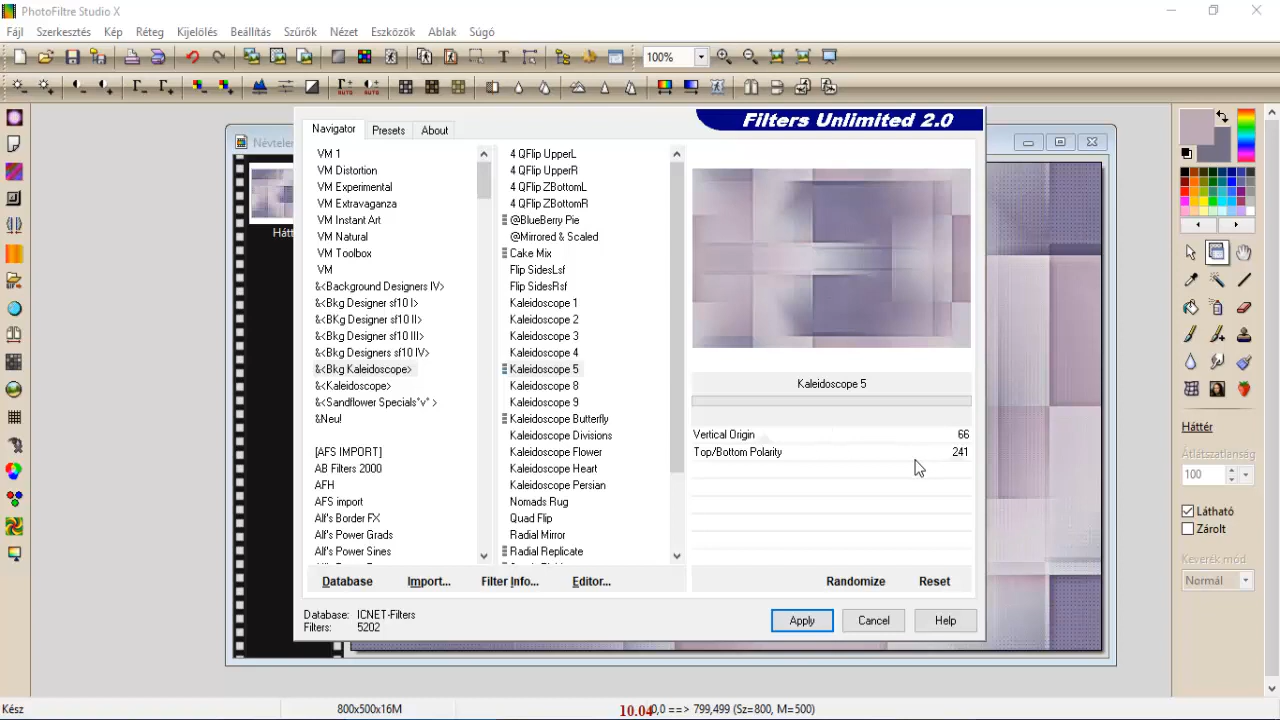 PhotoFiltre Studio X
Fájl Szerkesztés Kép Réteg Kijelölés Beállítás Szűrők Nézet Eszközök Ablak Súgó
100%
Navigator Presets About
Filters Unlimited 2.0
Névtelen
Hátt
VM 1
VM Distortion
VM Experimental
VM Extravaganza
VM Instant Art
VM Natural
VM Toolbox
VM
&<Background Designers IV>
&<Bkg Designer sf10 I>
&<BKg Designer sf10 II>
&<Bkg Designer sf10 III>
&<Bkg Designers sf10 IV>
&<Bkg Kaleidoscope>
&<Kaleidoscope>
&<Sandflower Specials"v" >
&Neu!
[AFS IMPORT]
AB Filters 2000
AFH
AFS import
Alf's Border FX
Alf's Power Grads
Alf's Power Sines
4 QFlip UpperL
4 QFlip UpperR
4 QFlip ZBottomL
4 QFlip ZBottomR
@BlueBerry Pie
@Mirrored & Scaled
Cake Mix
Flip SidesLsf
Flip SidesRsf
Kaleidoscope 1
Kaleidoscope 2
Kaleidoscope 3
Kaleidoscope 4
Kaleidoscope 5
Kaleidoscope 8
Kaleidoscope 9
Kaleidoscope Butterfly
Kaleidoscope Divisions
Kaleidoscope Flower
Kaleidoscope Heart
Kaleidoscope Persian
Nomads Rug
Quad Flip
Radial Mirror
Radial Replicate
Kaleidoscope 5
Vertical Origin 66
Top/Bottom Polarity 241
Database Import... Filter Info... Editor... Randomize Reset
Database: ICNET-Filters
Filters: 5202
Apply Cancel Help
Háttér
Átlátszatlanság
100
Látható
Zárolt
Keverék mód
Normál
Kész
800x500x16M
10.04
0,0 ==> 799,499 (Sz=800, M=500)